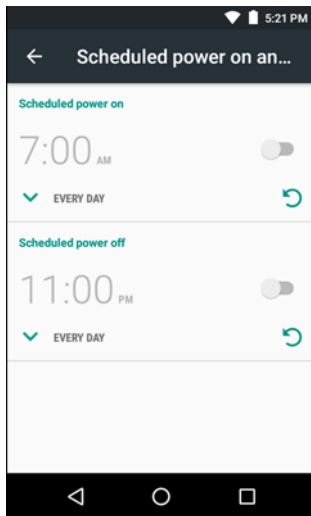 5:21 PM
Scheduled power on an...
Scheduled power on
7:00 AM
EVERY DAY
Scheduled power off
11:00 PM
EVERY DAY